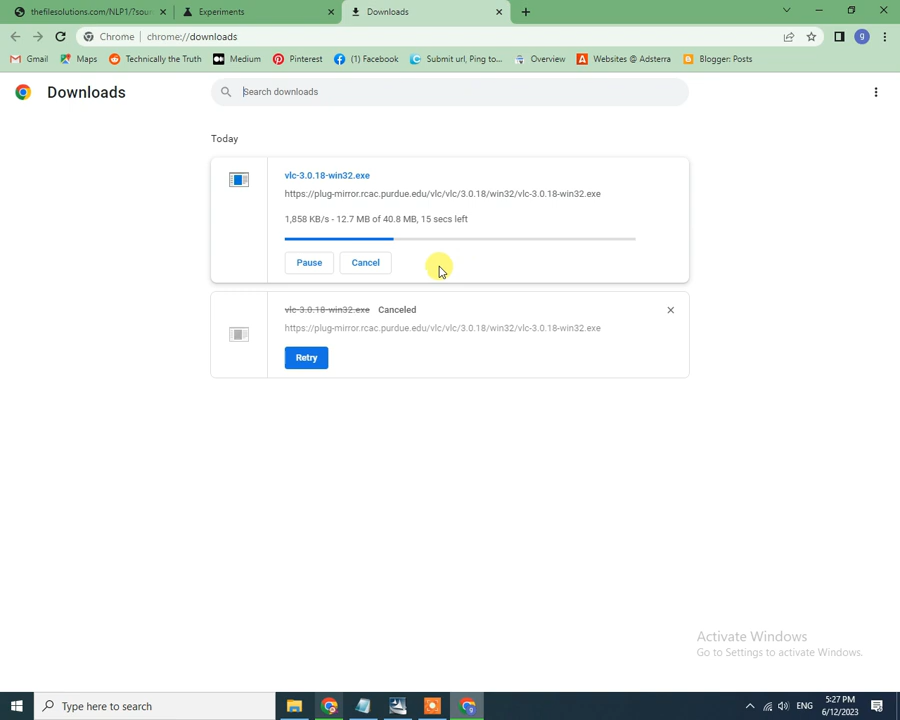 thefilesolutions.com/NLP1/?sour
Experiments
Downloads
Chrome
chrome://downloads
g
Gmail
Maps
Technically the Truth
Medium
Pinterest
(1) Facebook
Submit url, Ping to...
Overview
Websites @ Adsterra
Blogger: Posts
Downloads
Search downloads
Today
vlc-3.0.18-win32.exe
https://plug-mirror.rcac.purdue.edu/vlc/vlc/3.0.18/win32/vlc-3.0.18-win32.exe
1,858 KB/s - 12.7 MB of 40.8 MB, 15 secs left
Pause
Cancel
vlc-3.0.18-win32.exe Canceled
https://plug-mirror.rcac.purdue.edu/vlc/vlc/3.0.18/win32/vlc-3.0.18-win32.exe
Retry
Activate Windows
Go to Settings to activate Windows.
Type here to search
ENG
5:27 PM
6/12/2023